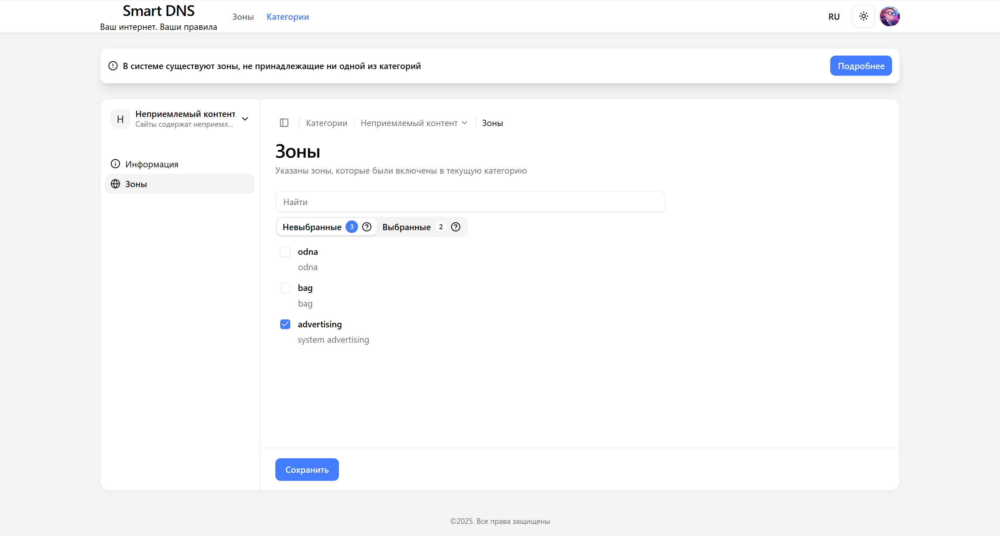 Smart DNS
Ваш интернет. Ваши правила
Зоны
Категории
RU
В системе существуют зоны, не принадлежащие ни одной из категорий
Подробнее
Н
Неприемлемый контент
Сайты содержат неприемл...
Информация
Зоны
Категории
Неприемлемый контент
Зоны
Зоны
Указаны зоны, которые были включены в текущую категорию
Найти
Невыбранные 3
Выбранные 2
odna
odna
bag
bag
advertising
system advertising
Сохранить
©2025. Все права защищены